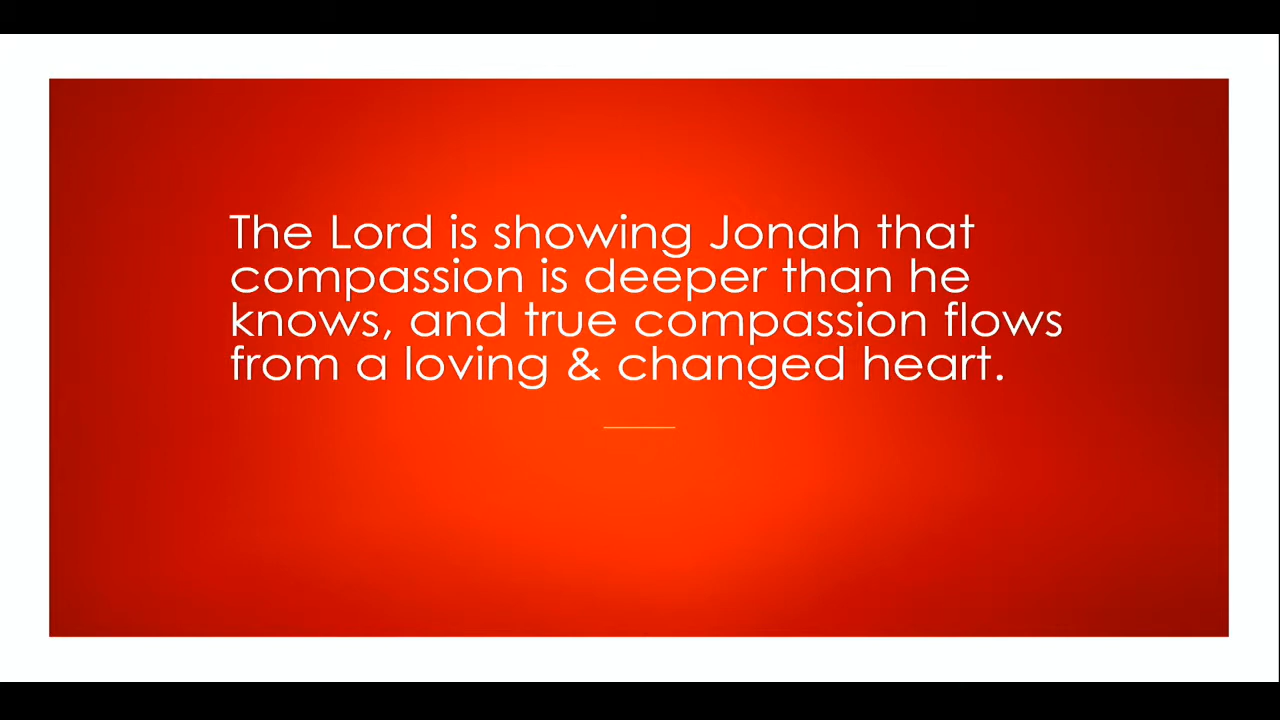 The Lord is showing Jonah that
compassion is deeper than he
knows, and true compassion flows
from a loving & changed heart.